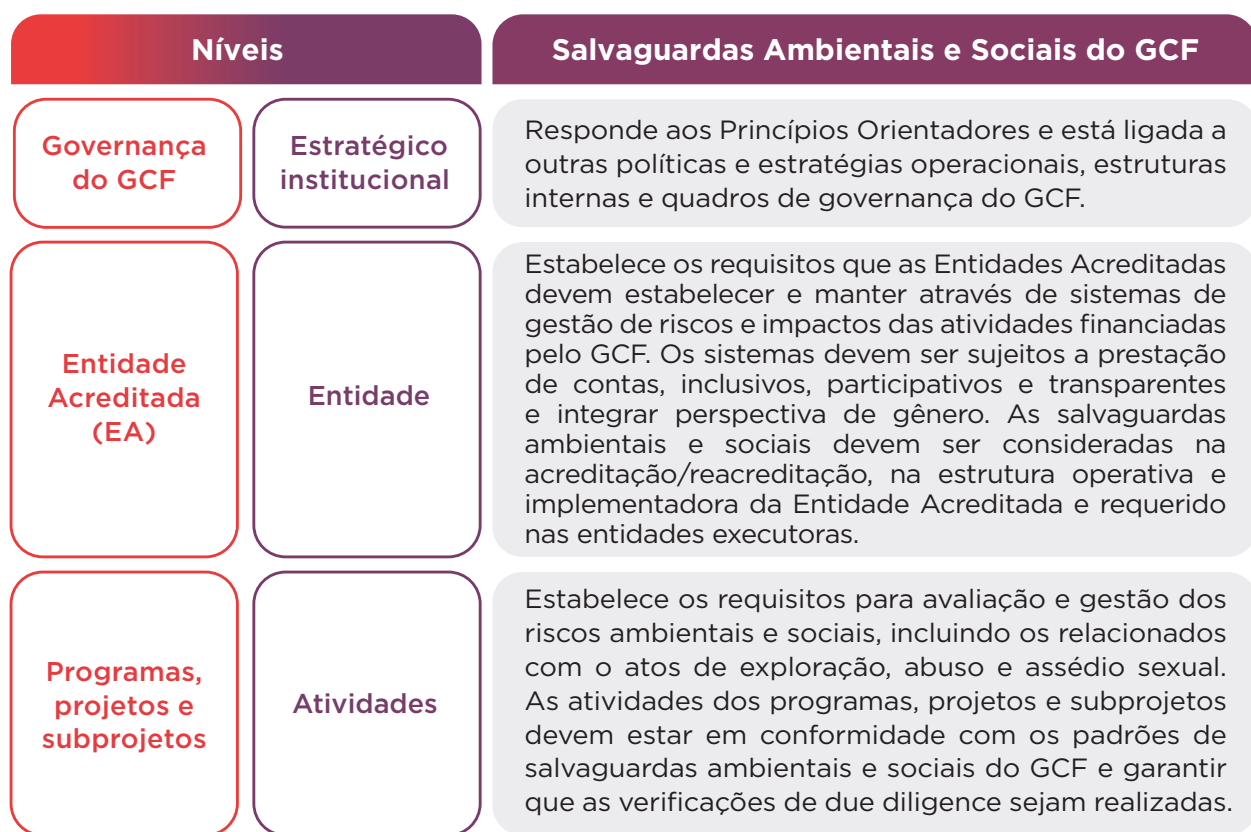 Níveis
Salvaguardas Ambientais e Sociais do GCF
Governança
do GCF
Estratégico
institucional
Responde aos Princípios Orientadores e está ligada a
outras políticas e estratégias operacionais, estruturas
internas e quadros de governança do GCF.
Entidade
Acreditada
(EA)
Entidade
Estabelece os requisitos que as Entidades Acreditadas
devem estabelecer e manter através de sistemas de
gestão de riscos e impactos das atividades financiadas
pelo GCF. Os sistemas devem ser sujeitos a prestação
de contas, inclusivos, participativos e transparentes
e integrar perspectiva de gênero. As salvaguardas
ambientais e sociais devem ser consideradas na
acreditação/reacreditação, na estrutura operativa e
implementadora da Entidade Acreditada e requerido
nas entidades executoras.
Programas,
projetos e
subprojetos
Atividades
Estabelece os requisitos para avaliação e gestão dos
riscos ambientais e sociais, incluindo os relacionados
com o atos de exploração, abuso e assédio sexual.
As atividades dos programas, projetos e subprojetos
devem estar em conformidade com os padrões de
salvaguardas ambientais e sociais do GCF e garantir
que as verificações de due diligence sejam realizadas.